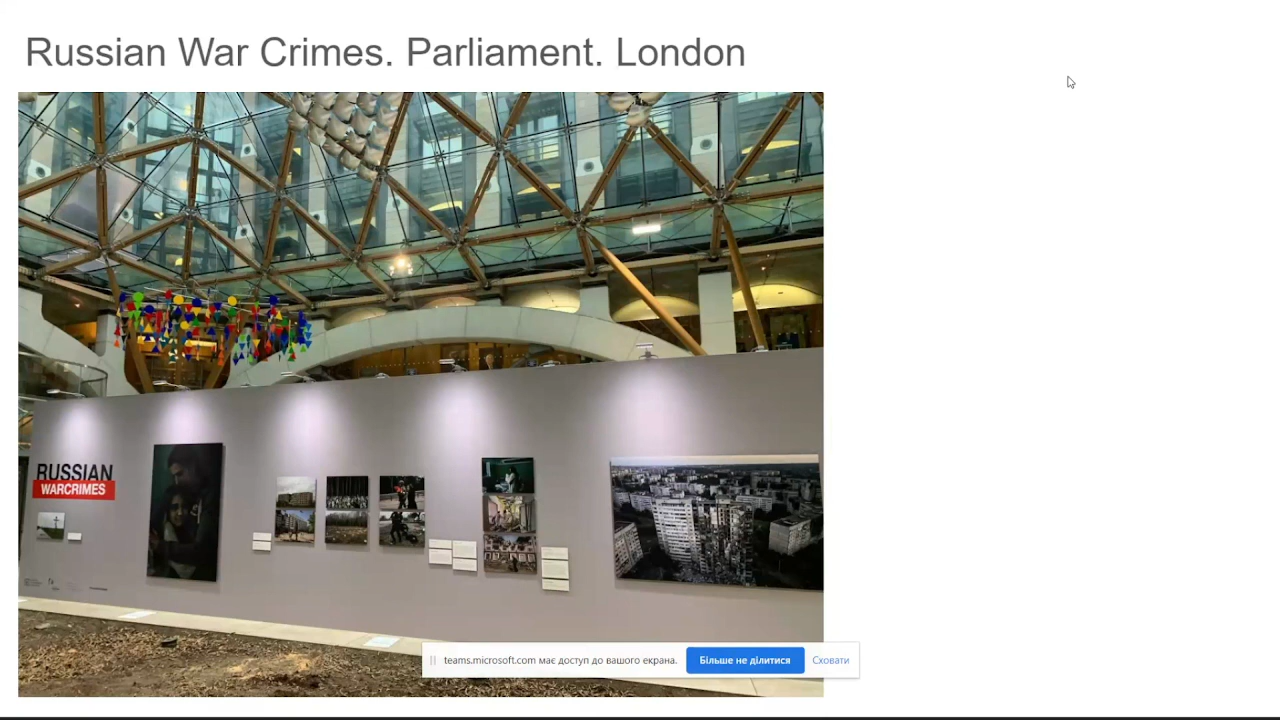 Russian War Crimes. Parliament. London
RUSSIAN
WARCRIMES
teams.microsoft.com має доступ до вашого екрана.
Більше не ділитися
Сховати